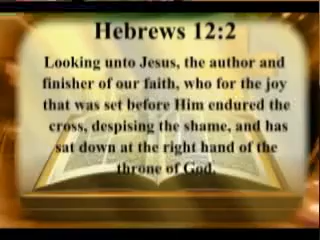 Hebrews 12:2
Looking unto Jesus, the author and
finisher of our faith, who for the joy
that was set before Him endured the
cross, despising the shame, and has
sat down at the right hand of the
throne of God.